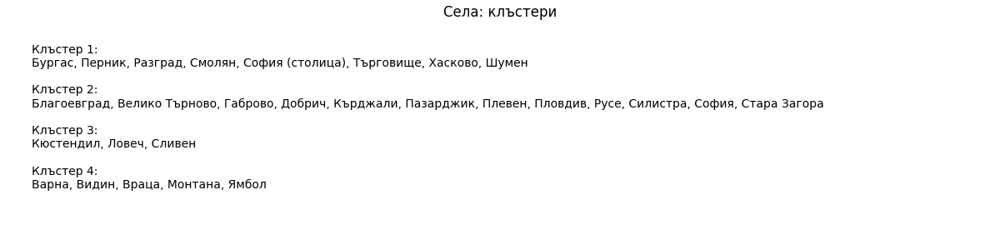 Села: клъстери
Клъстер 1:
Бургас, Перник, Разград, Смолян, София (столица), Търговище, Хасково, Шумен
Клъстер 2:
Благоевград, Велико Търново, Габрово, Добрич, Кърджали, Пазарджик, Плевен, Пловдив, Русе, Силистра, София, Стара Загора
Клъстер 3:
Кюстендил, Ловеч, Сливен
Клъстер 4:
Варна, Видин, Враца, Монтана, Ямбол